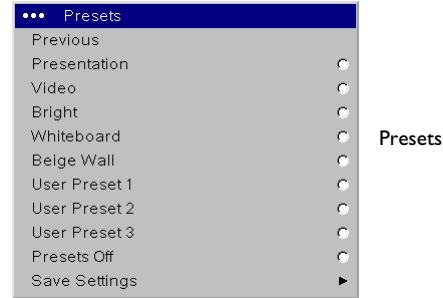 Presets
Previous
Presentation
Video
Bright
Whiteboard
Beige Wall
User Preset 1
User Preset 2
User Preset 3
Presets Off
Save Settings
Presets